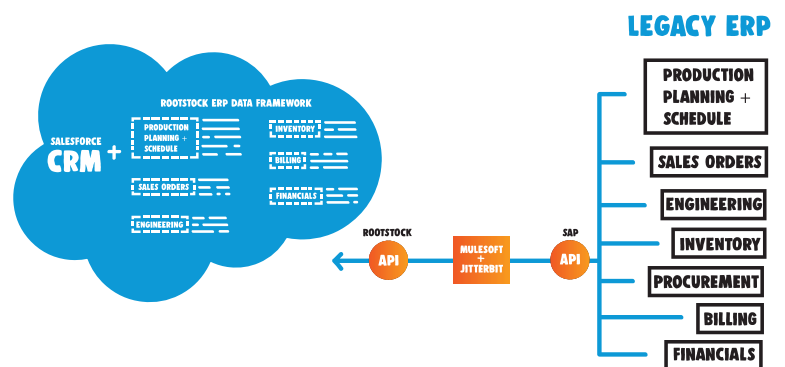 LEGACY ERP
ROOTSTOCK ERP DATA FRAMEWORK
SALESFORCE
CRM +
PRODUCTION
PLANNING +
SCHEDULE
SALES ORDERS
ENGINEERING
INVENTORY
BILLING
FINANCIALS
ROOTSTOCK
API
MULESOFT
+
JITTERBIT
SAP
API
PRODUCTION
PLANNING +
SCHEDULE
SALES ORDERS
ENGINEERING
INVENTORY
PROCUREMENT
BILLING
FINANCIALS